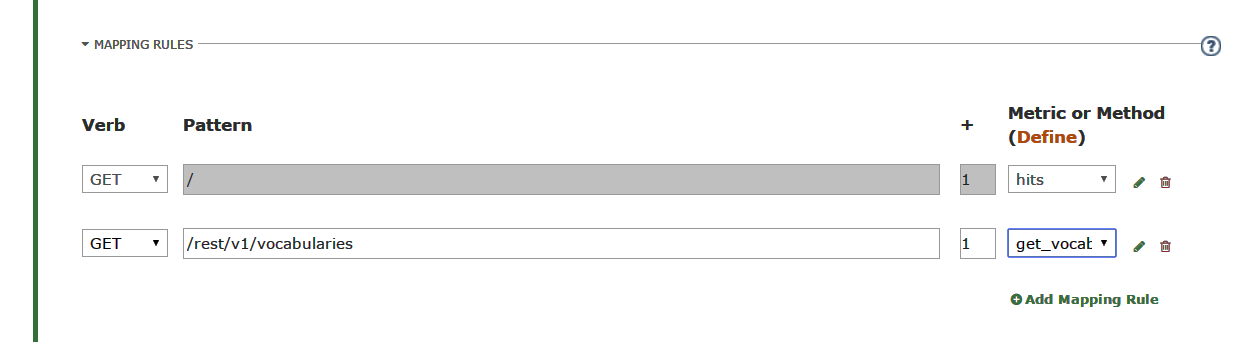 MAPPING RULES
?
Verb Pattern + Metric or Method (Define)
GET / 1 hits
GET /rest/v1/vocabularies 1 get_vocab
Add Mapping Rule